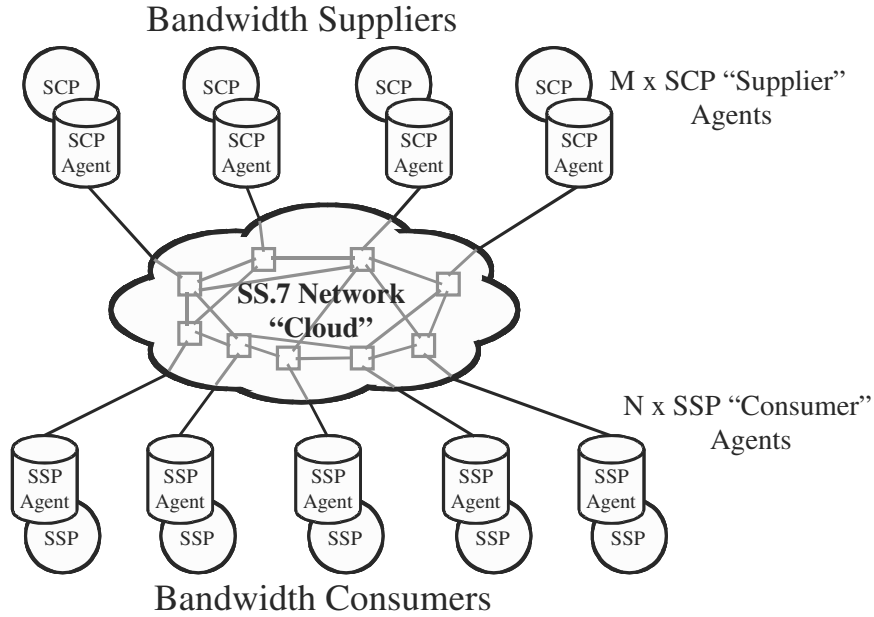 Bandwidth Suppliers
SCP
SCP
SCP
SCP
M x SCP “Supplier”
Agents
SCP
Agent
SCP
Agent
SCP
Agent
SCP
Agent
SS.7 Network
“Cloud”
N x SSP “Consumer”
Agents
SSP
Agent
SSP
Agent
SSP
Agent
SSP
Agent
SSP
Agent
SSP
SSP
SSP
SSP
SSP
Bandwidth Consumers